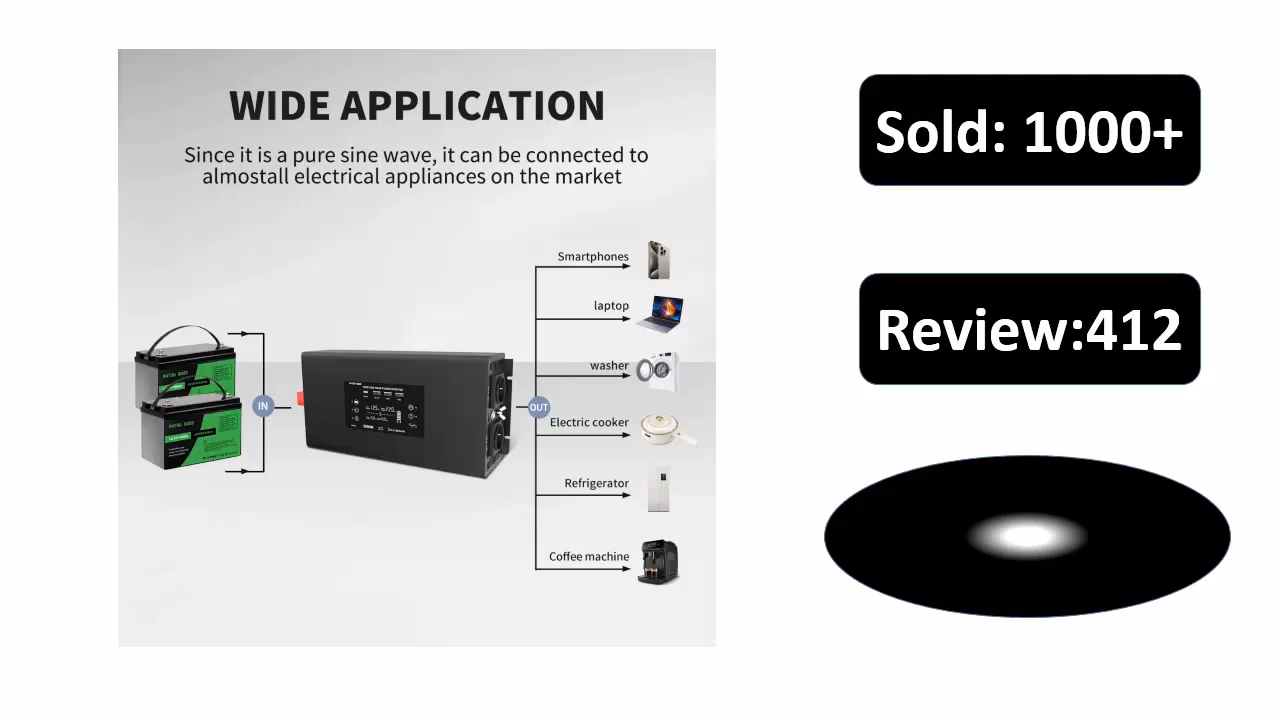 WIDE APPLICATION
Since it is a pure sine wave, it can be connected to
almostall electrical appliances on the market
Smartphones
laptop
washer
IN
OUT
Electric cooker
Refrigerator
Coffee machine
Sold: 1000+
Review:412